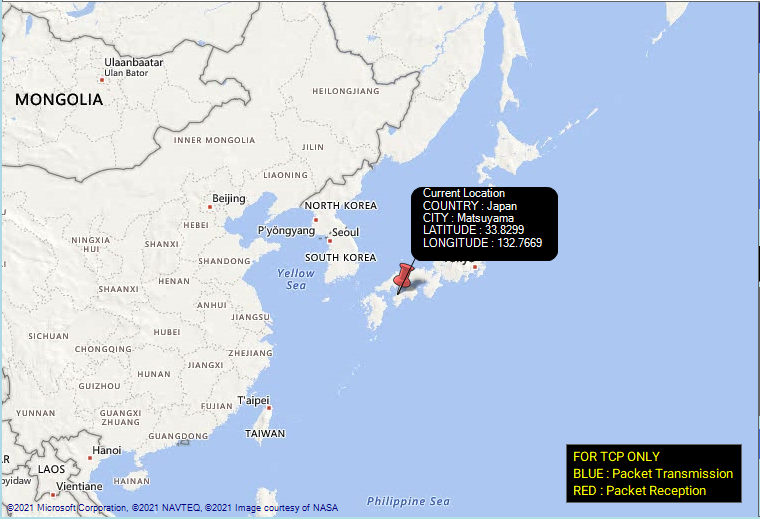 Ulaanbaatar
Ulan Bator
MONGOLIA
HEILONGJIANG
INNER MONGOLIA
JILIN
LIAONING
Beijing
NORTH KOREA
HEBEI
P'yŏngyang
Seoul
NINGXIA
HUI
SHANXI
SOUTH KOREA
SHANDONG
Yellow
Sea
SHAANXI
HENAN
ANHUI
JIANGSU
SICHUAN
HUBEI
CHONGQING
ZHEJIANG
HUNAN
JIANGXI
GUIZHOU
T'aipei
FUJIAN
YUNNAN
GUANGXI
ZHUANG
GUANGDONG
TAIWAN
Hanoi
LAOS
HAINAN
Vientiane
Philippine Sea
Current Location
COUNTRY : Japan
CITY : Matsuyama
LATITUDE : 33.8299
LONGITUDE : 132.7669
FOR TCP ONLY
BLUE : Packet Transmission
RED : Packet Reception
©2021 Microsoft Corporation, ©2021 NAVTEQ, ©2021 Image courtesy of NASA